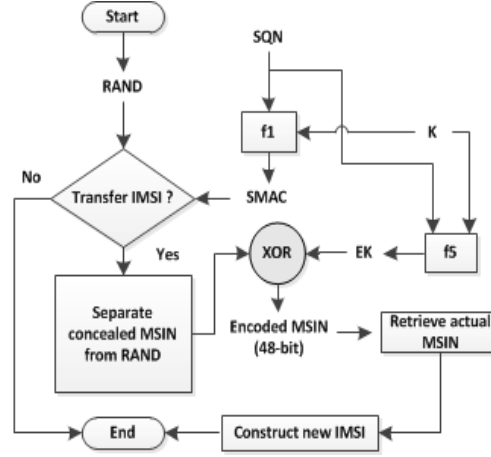 Start
SQN
RAND
f1
K
No
Transfer IMSI ?
SMAC
Yes
XOR
EK
f5
Separate
concealed MSIN
from RAND
Encoded MSIN
(48-bit)
Retrieve actual
MSIN
End
Construct new IMSI